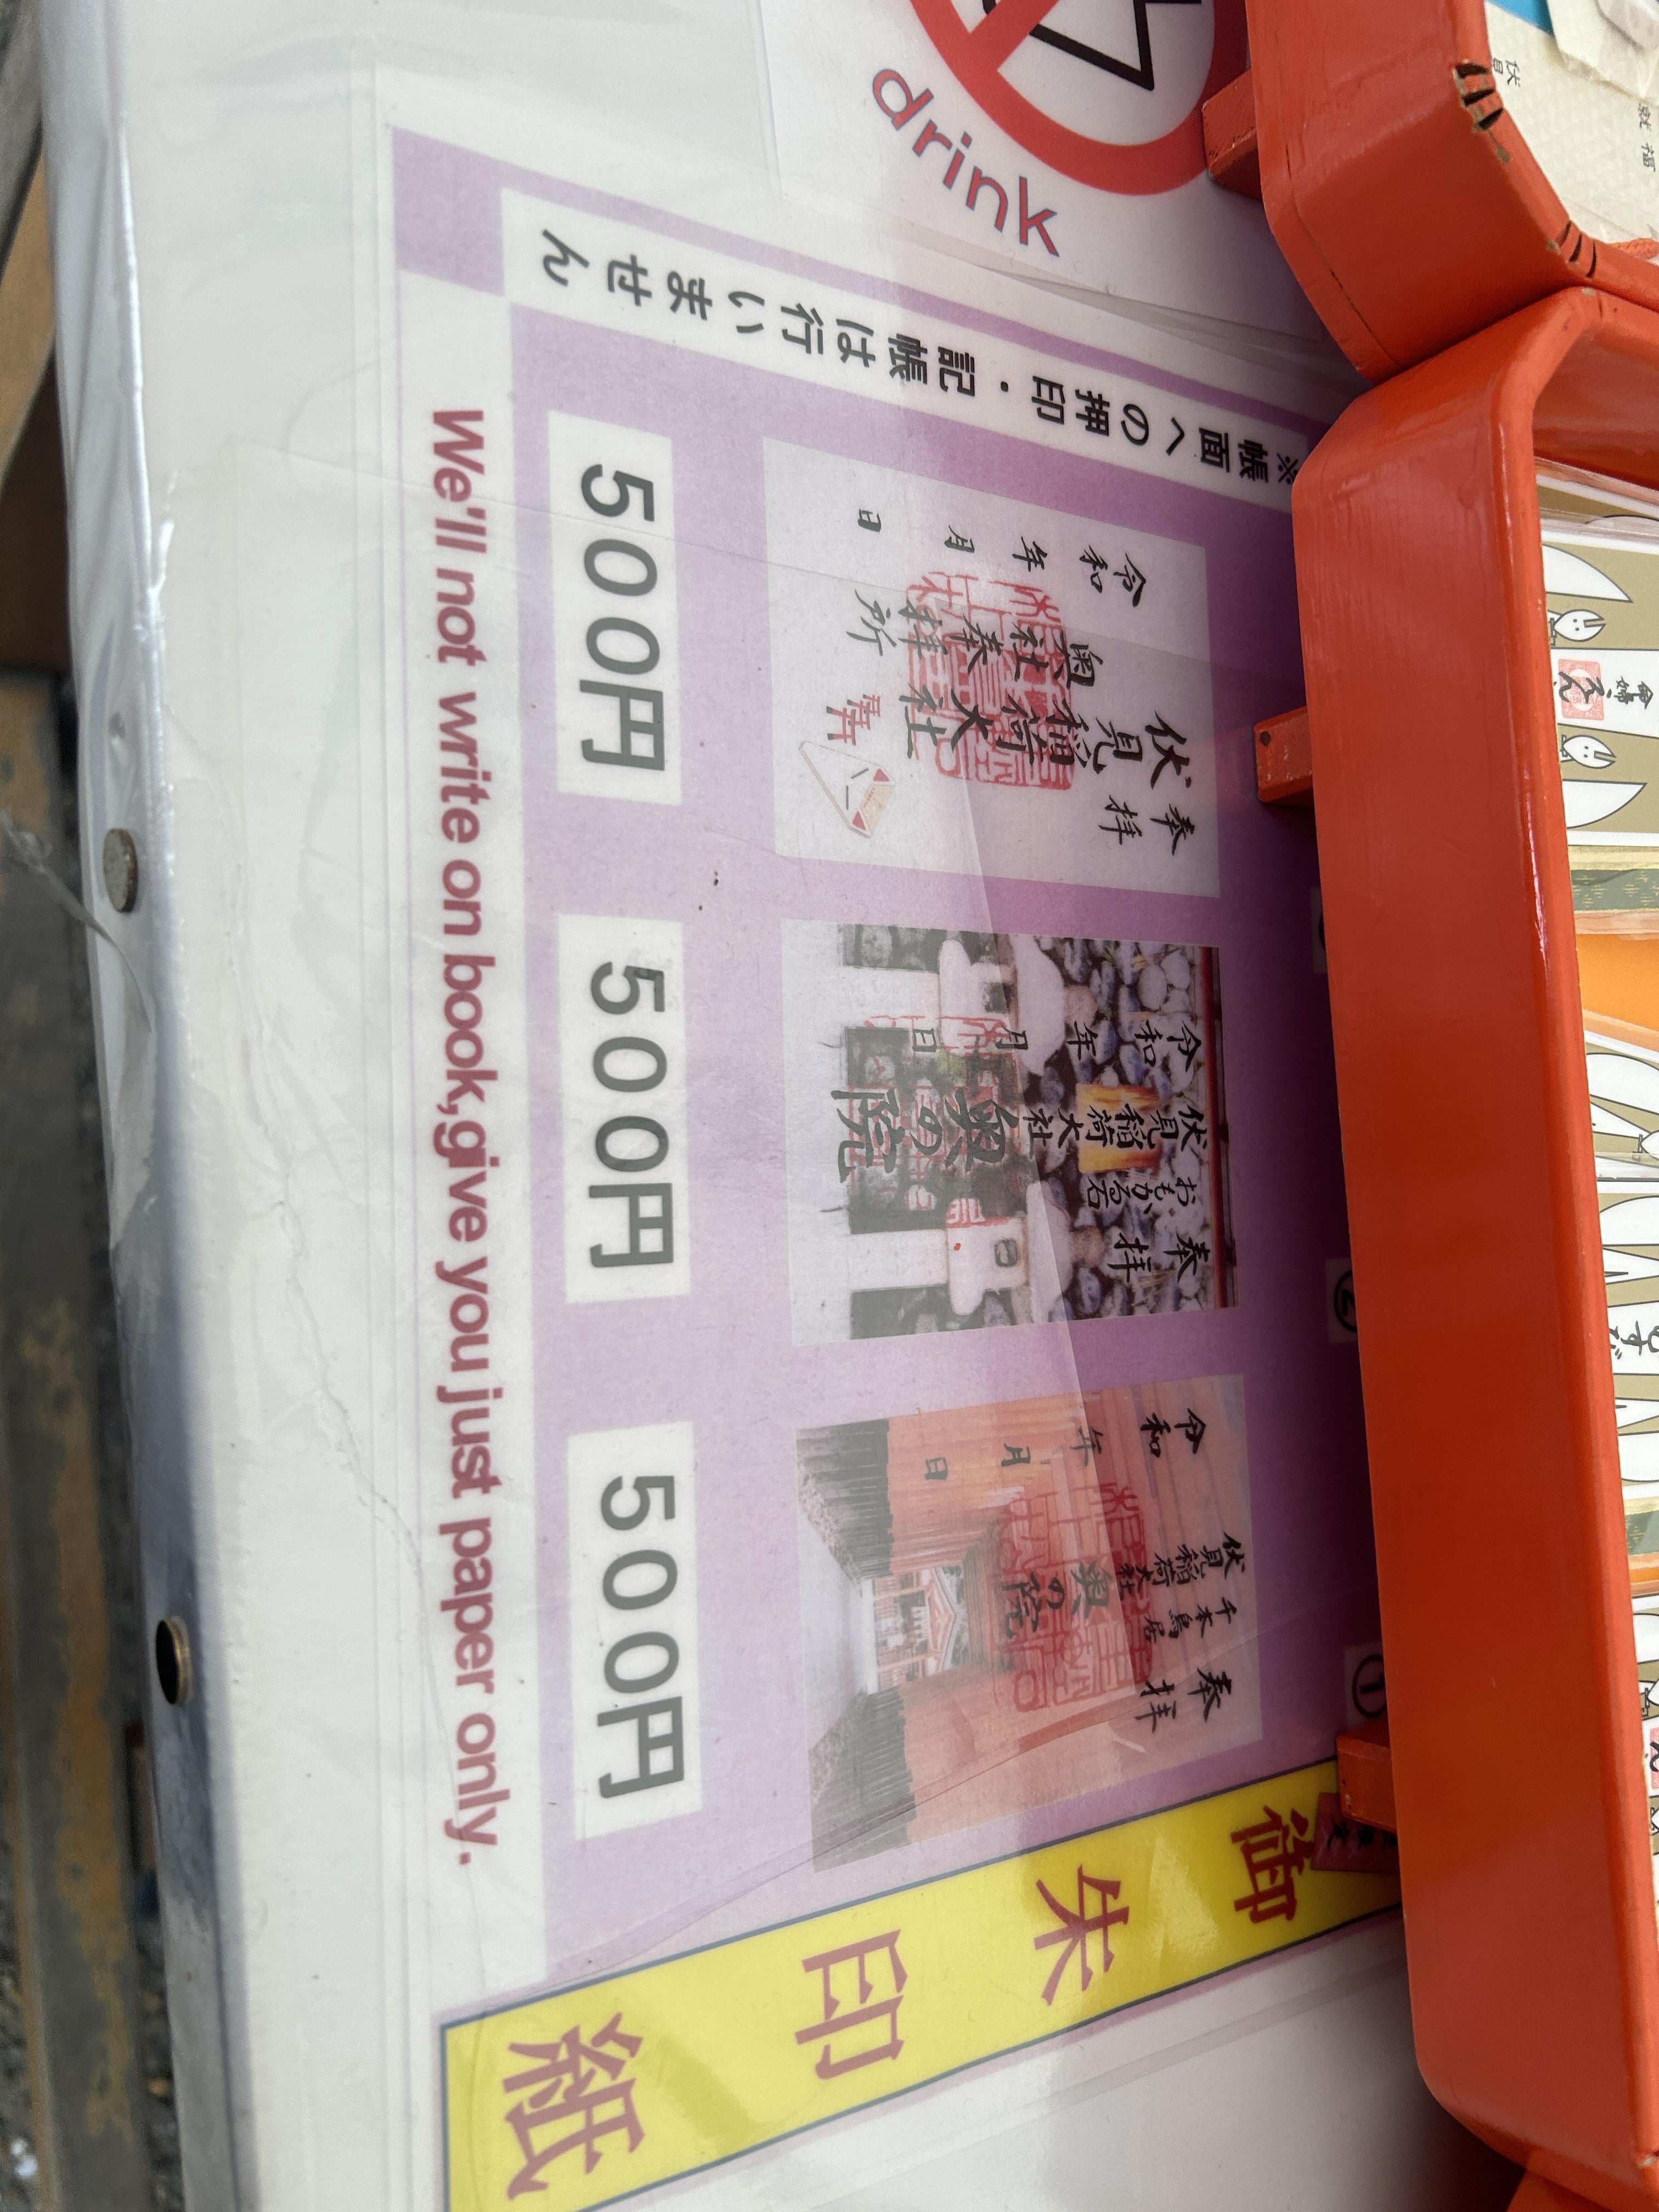 drink
御朱印紙
①
奉拝
伏見稲荷大社
千本鳥居
奥の院
令和 年 月 日
500円
②
奉拝
おもかる石
伏見稲荷大社
奥の院
令和 年 月 日
500円
奉拝
伏見稲荷大社
奥社奉拝所
令和 年 月 日
500円
※帳面への押印・記帳は行いません
We'll not write on book,give you just paper only.